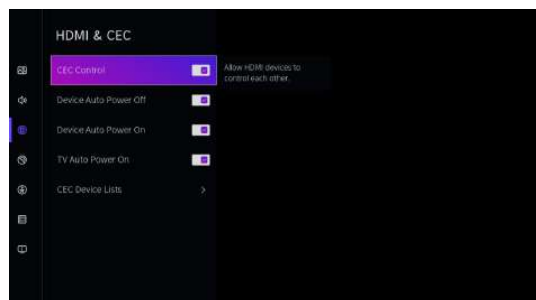 HDMI & CEC
CEC Control
Allow HDMI devices to
control each other.
Device Auto Power Off
Device Auto Power On
TV Auto Power On
CEC Device Lists